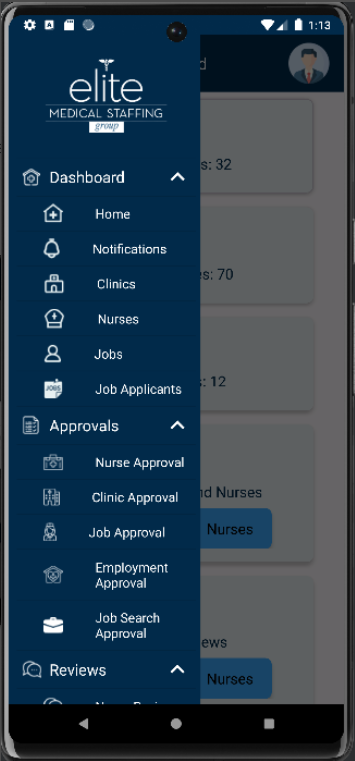 1:13
elite
MEDICAL STAFFING
group
d
Dashboard
s: 32
Home
Notifications
Clinics
es: 70
Nurses
Jobs
s: 12
JOBS
Job Applicants
Approvals
Nurse Approval
Clinic Approval
nd Nurses
Job Approval
Nurses
Employment
Approval
Job Search
Approval
ews
Reviews
Nurses